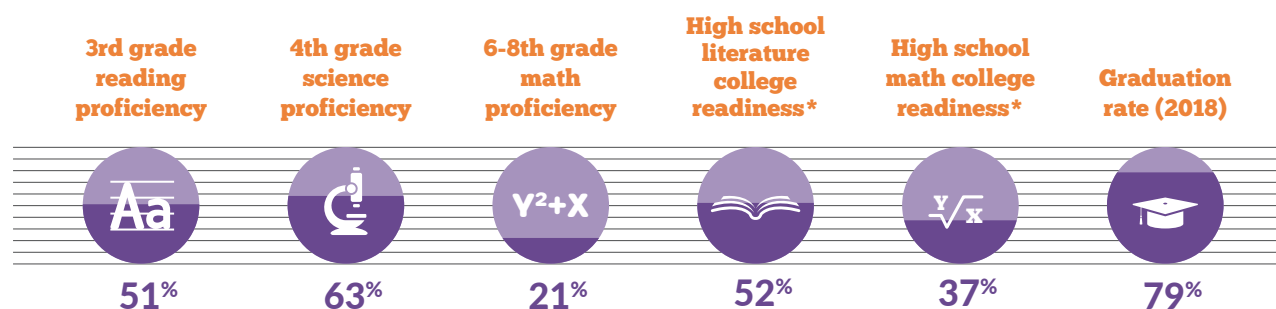 3rd grade
reading
proficiency
4th grade
science
proficiency
6-8th grade
math
proficiency
High school
literature
college
readiness*
High school
math college
readiness*
Graduation
rate (2018)
Aa
Y²+X
Y√X
51%
63%
21%
52%
37%
79%